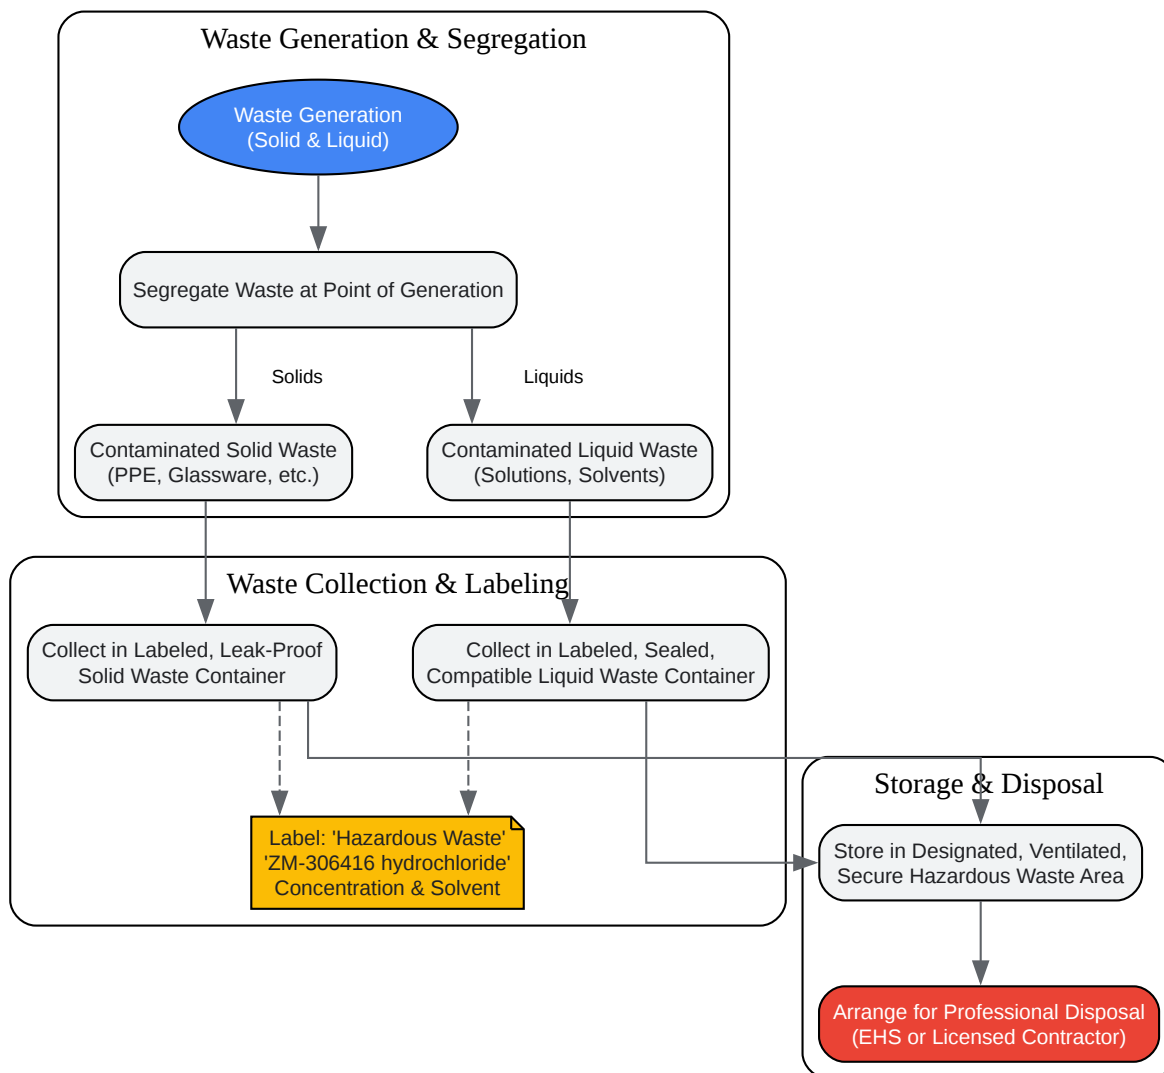 Waste Generation & Segregation
Waste Generation
(Solid & Liquid)
Segregate Waste at Point of Generation
Solids
Liquids
Contaminated Solid Waste
(PPE, Glassware, etc.)
Contaminated Liquid Waste
(Solutions, Solvents)
Waste Collection & Labeling
Collect in Labeled, Leak-Proof
Solid Waste Container
Collect in Labeled, Sealed,
Compatible Liquid Waste Container
Label: 'Hazardous Waste'
'ZM-306416 hydrochloride'
Concentration & Solvent
Storage & Disposal
Store in Designated, Ventilated,
Secure Hazardous Waste Area
Arrange for Professional Disposal
(EHS or Licensed Contractor)